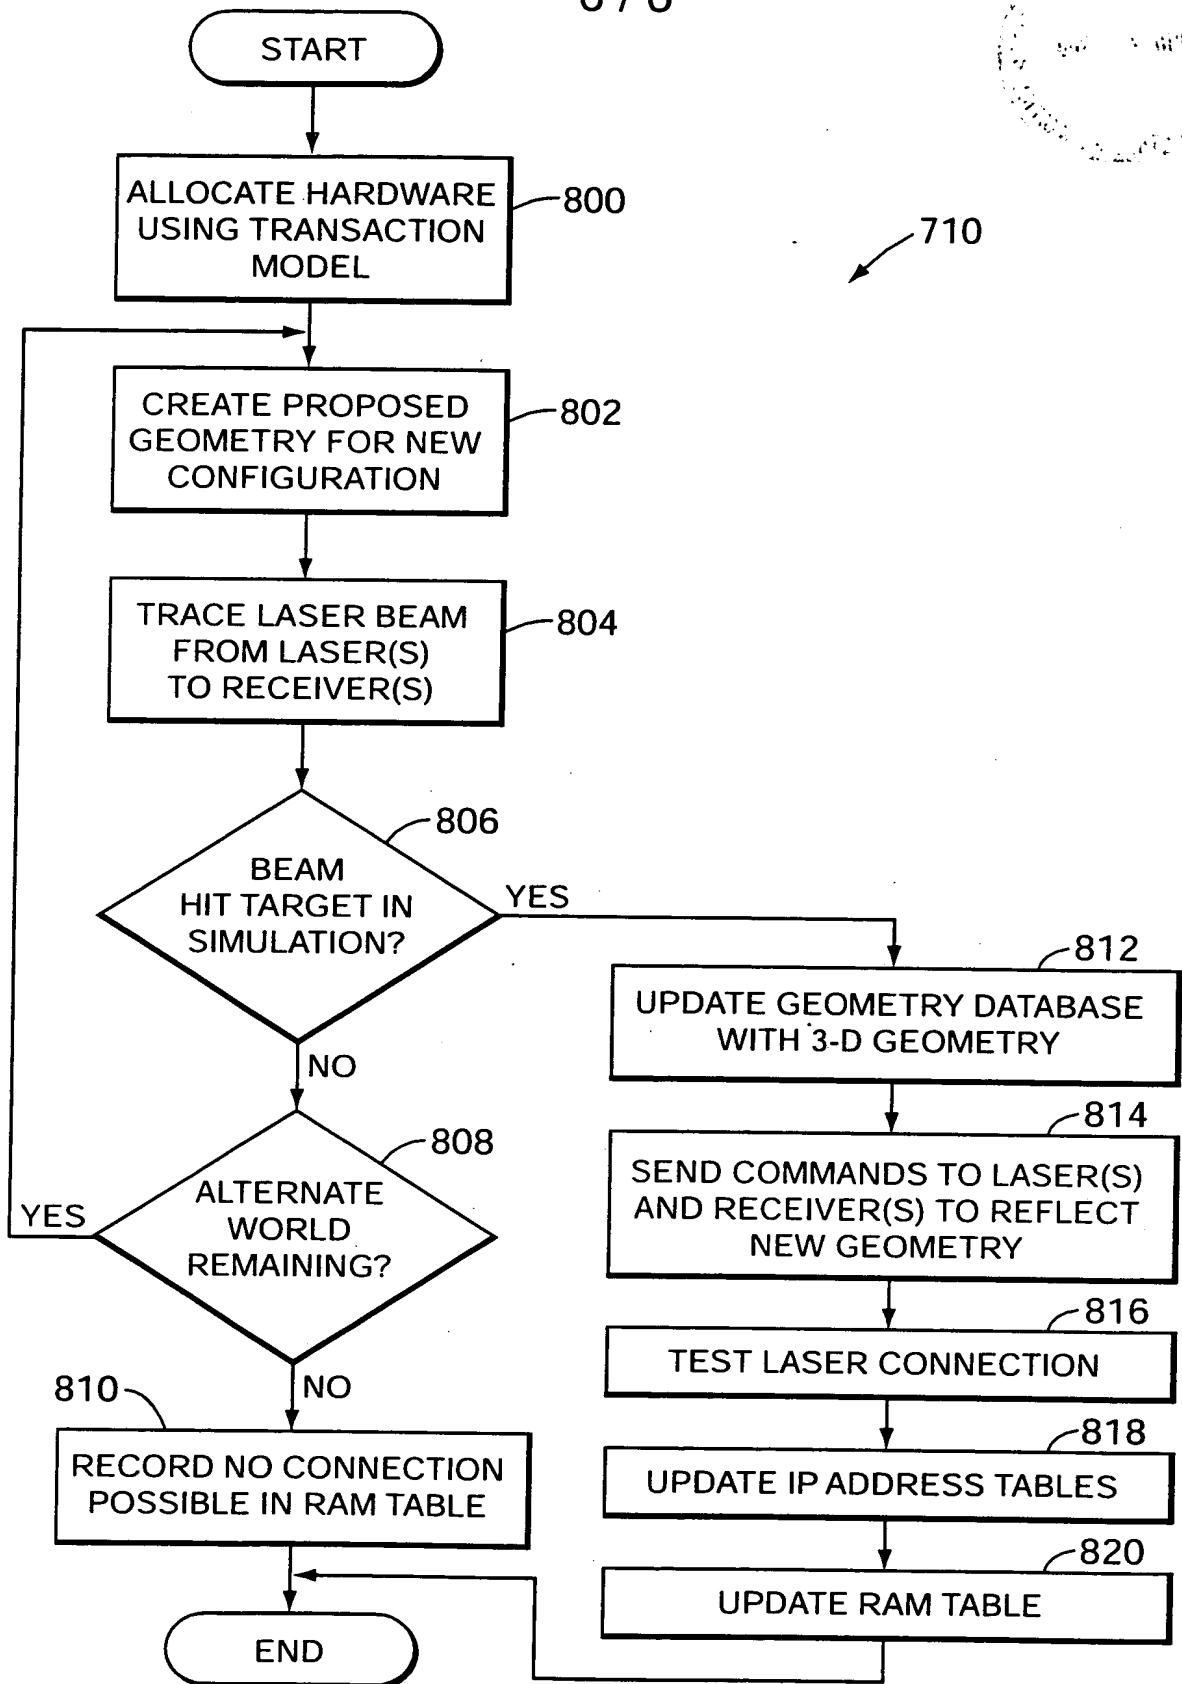 START
ALLOCATE HARDWARE
USING TRANSACTION
MODEL
800
710
CREATE PROPOSED
GEOMETRY FOR NEW
CONFIGURATION
802
TRACE LASER BEAM
FROM LASER(S)
TO RECEIVER(S)
804
806
BEAM
HIT TARGET IN
SIMULATION?
YES
NO
808
ALTERNATE
WORLD
REMAINING?
YES
NO
810
RECORD NO CONNECTION
POSSIBLE IN RAM TABLE
END
812
UPDATE GEOMETRY DATABASE
WITH 3-D GEOMETRY
814
SEND COMMANDS TO LASER(S)
AND RECEIVER(S) TO REFLECT
NEW GEOMETRY
816
TEST LASER CONNECTION
818
UPDATE IP ADDRESS TABLES
820
UPDATE RAM TABLE